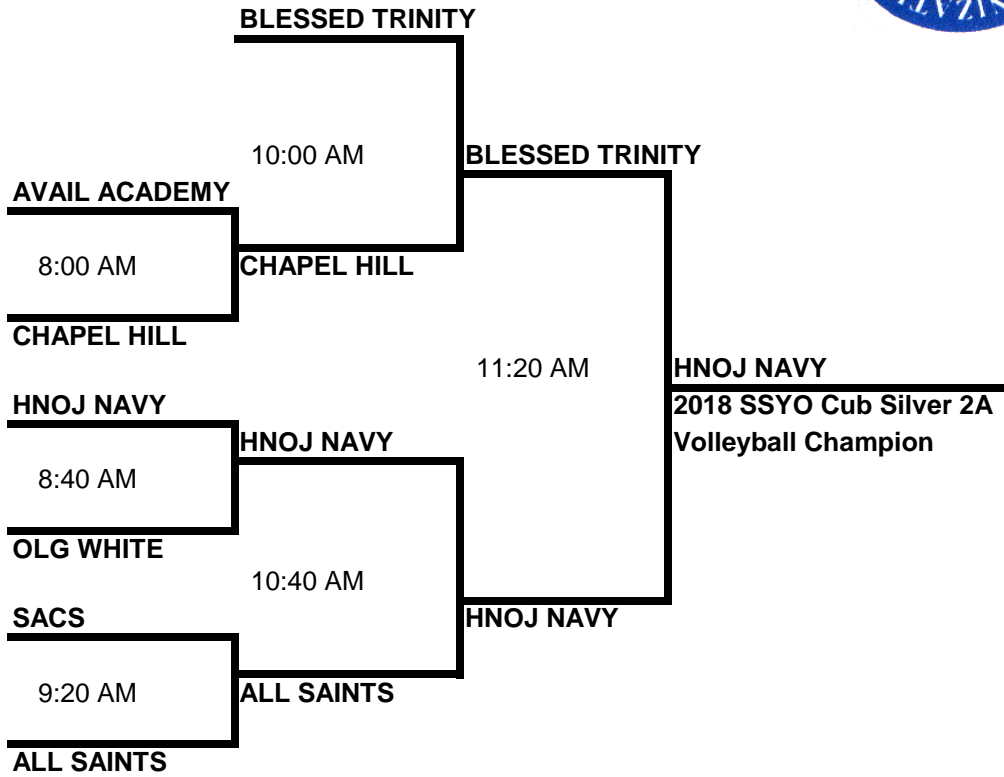 BLESSED TRINITY
10:00 AM
BLESSED TRINITY
AVAIL ACADEMY
8:00 AM
CHAPEL HILL
CHAPEL HILL
11:20 AM
HNOJ NAVY
HNOJ NAVY
2018 SSYO Cub Silver 2A
Volleyball Champion
HNOJ NAVY
8:40 AM
OLG WHITE
10:40 AM
SACS
HNOJ NAVY
9:20 AM
ALL SAINTS
ALL SAINTS